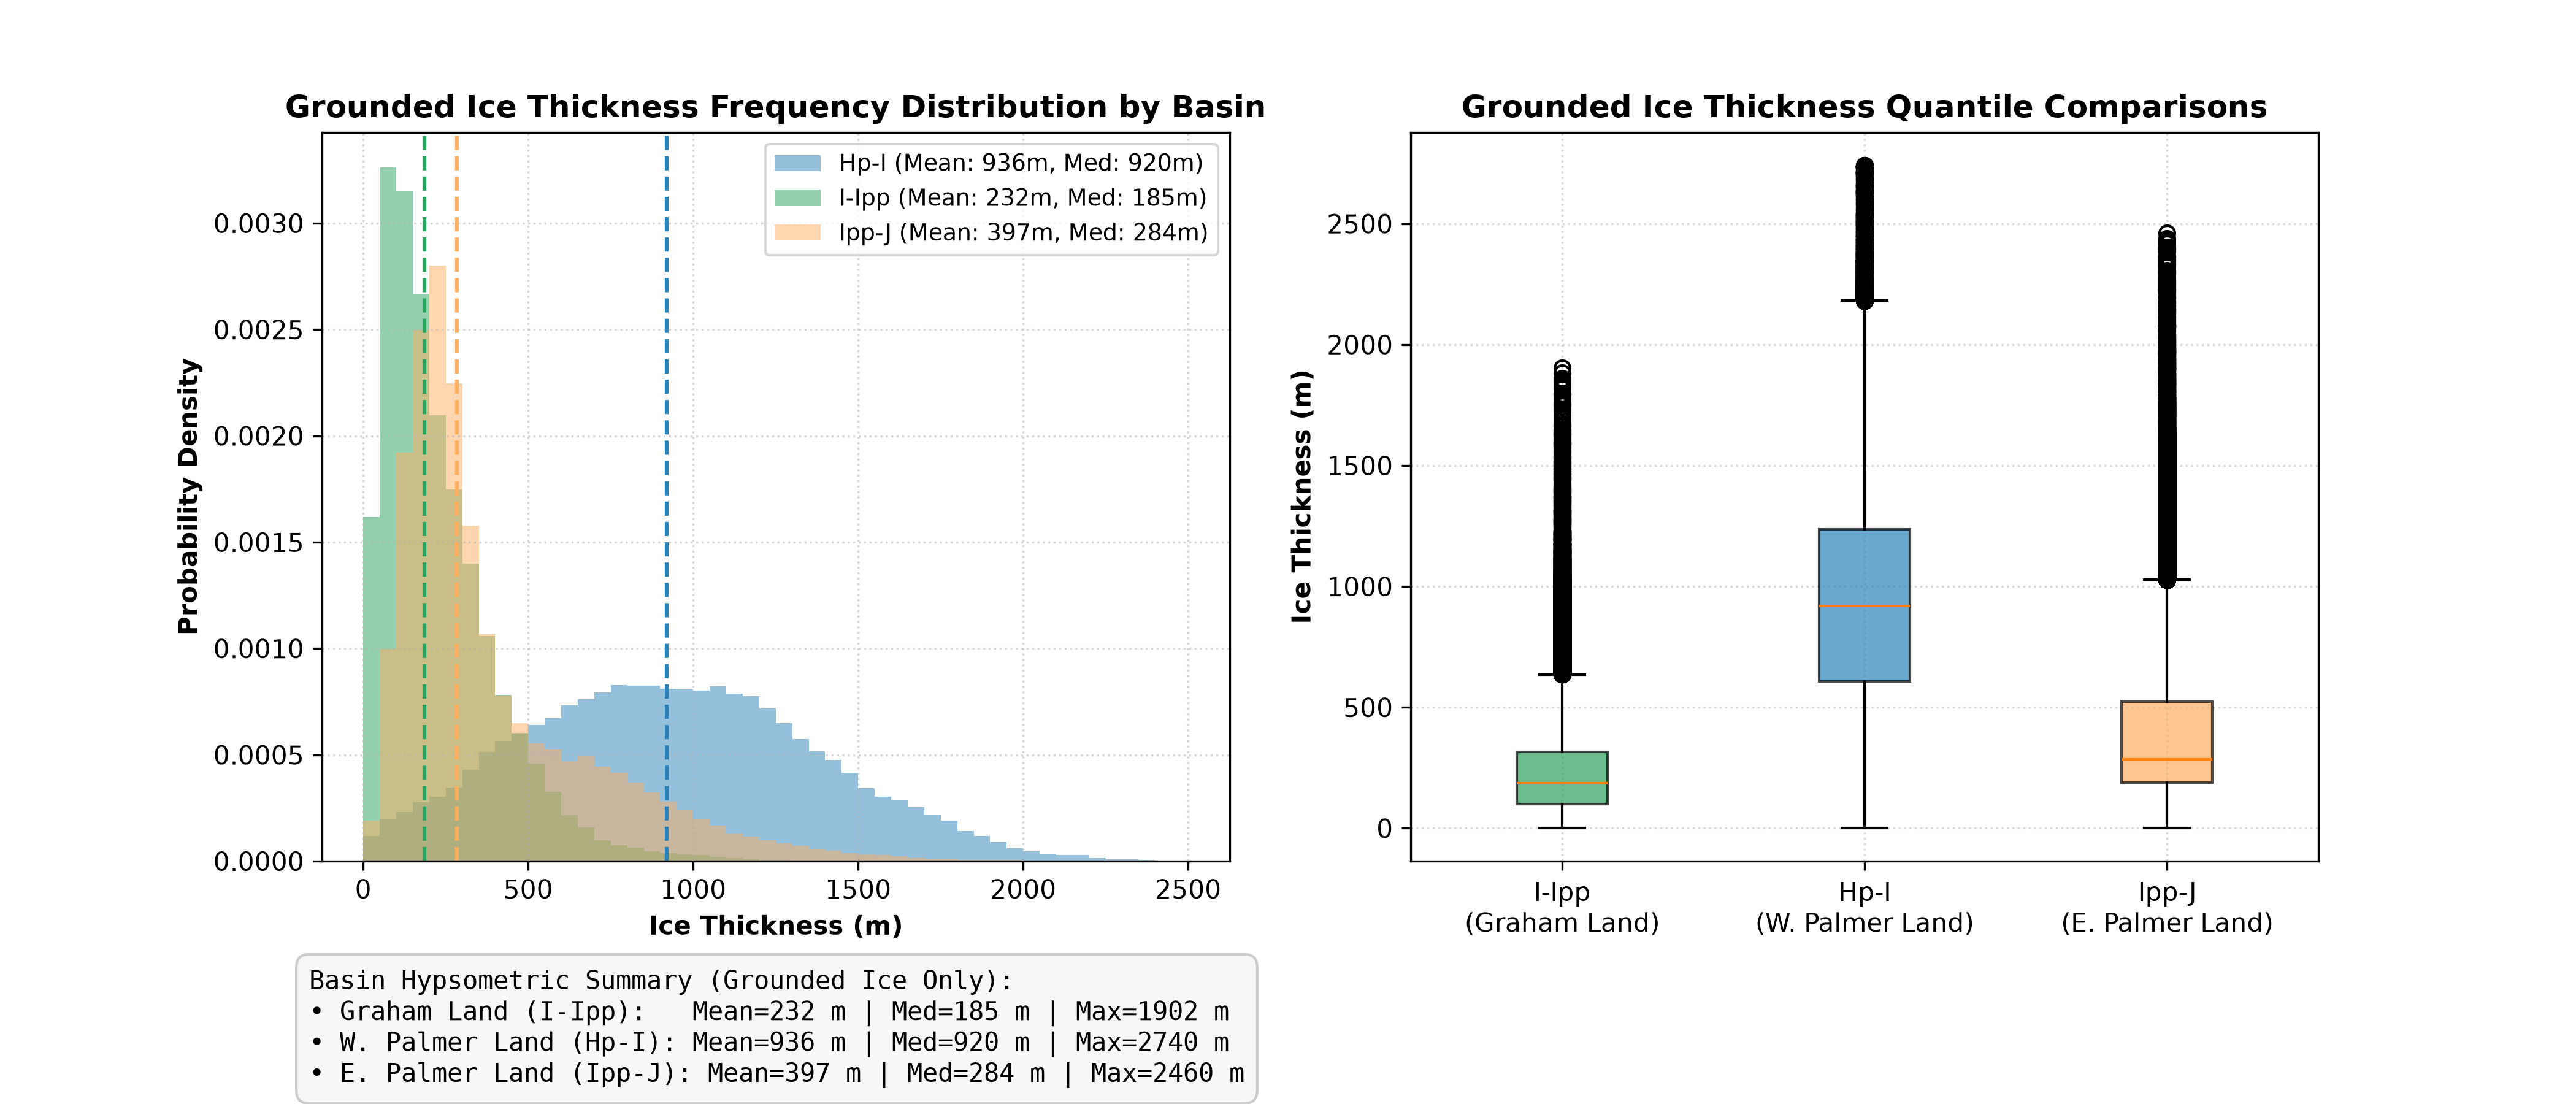 Grounded Ice Thickness Frequency Distribution by Basin
Probability Density
0.0030
0.0025
0.0020
0.0015
0.0010
0.0005
0.0000
Hp-I (Mean: 936m, Med: 920m)
I-Ipp (Mean: 232m, Med: 185m)
Ipp-J (Mean: 397m, Med: 284m)
0 500 1000 1500 2000 2500
Ice Thickness (m)
Basin Hypsometric Summary (Grounded Ice Only):
• Graham Land (I-Ipp): Mean=232 m | Med=185 m | Max=1902 m
• W. Palmer Land (Hp-I): Mean=936 m | Med=920 m | Max=2740 m
• E. Palmer Land (Ipp-J): Mean=397 m | Med=284 m | Max=2460 m
Grounded Ice Thickness Quantile Comparisons
Ice Thickness (m)
2500
2000
1500
1000
500
0
I-Ipp Hp-I Ipp-J
(Graham Land) (W. Palmer Land) (E. Palmer Land)